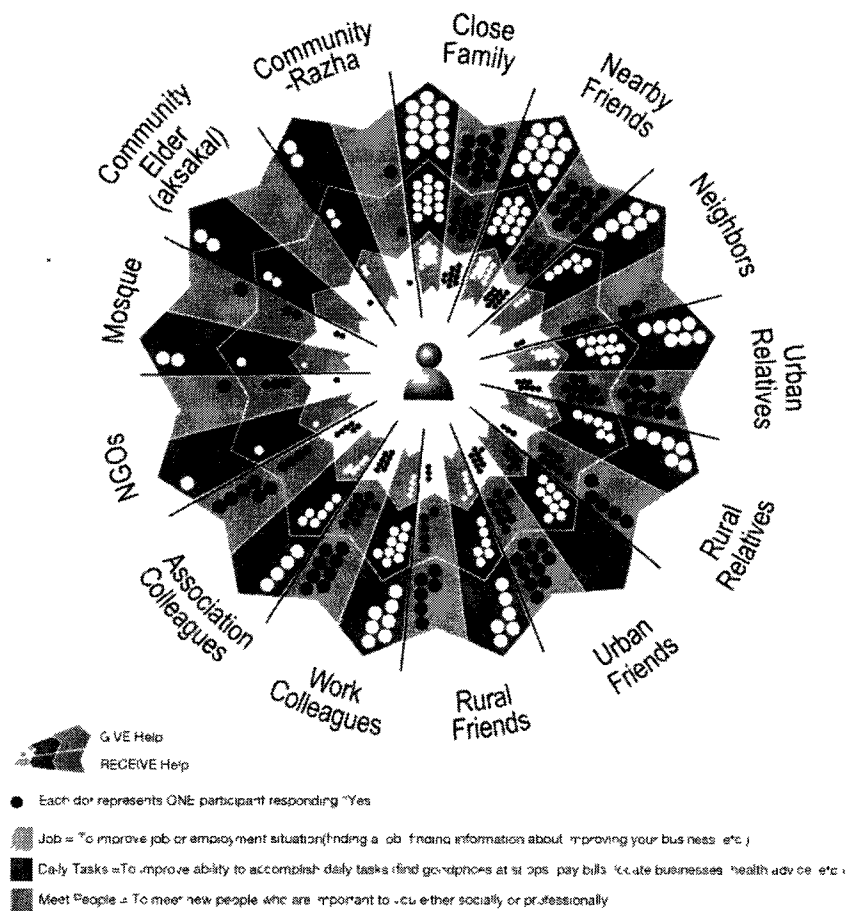 Community
-Razha
Close
Family
Nearby
Friends
Neighbors
Urban
Relatives
Rural
Relatives
Urban
Friends
Rural
Friends
Work
Colleagues
Association
Colleagues
NGOs
Mosque
Community
Elder
(aksakal)
GIVE Help
RECEIVE Help
Each dot represents ONE participant responding "Yes
Job = To improve job or employment situation(finding a job finding information about improving your business etc)
Daily Tasks =To improve ability to accomplish daily tasks (find good prices at shops pay bills locate businesses health advice etc
Meet People = To meet new people who are important to you either socially or professionally